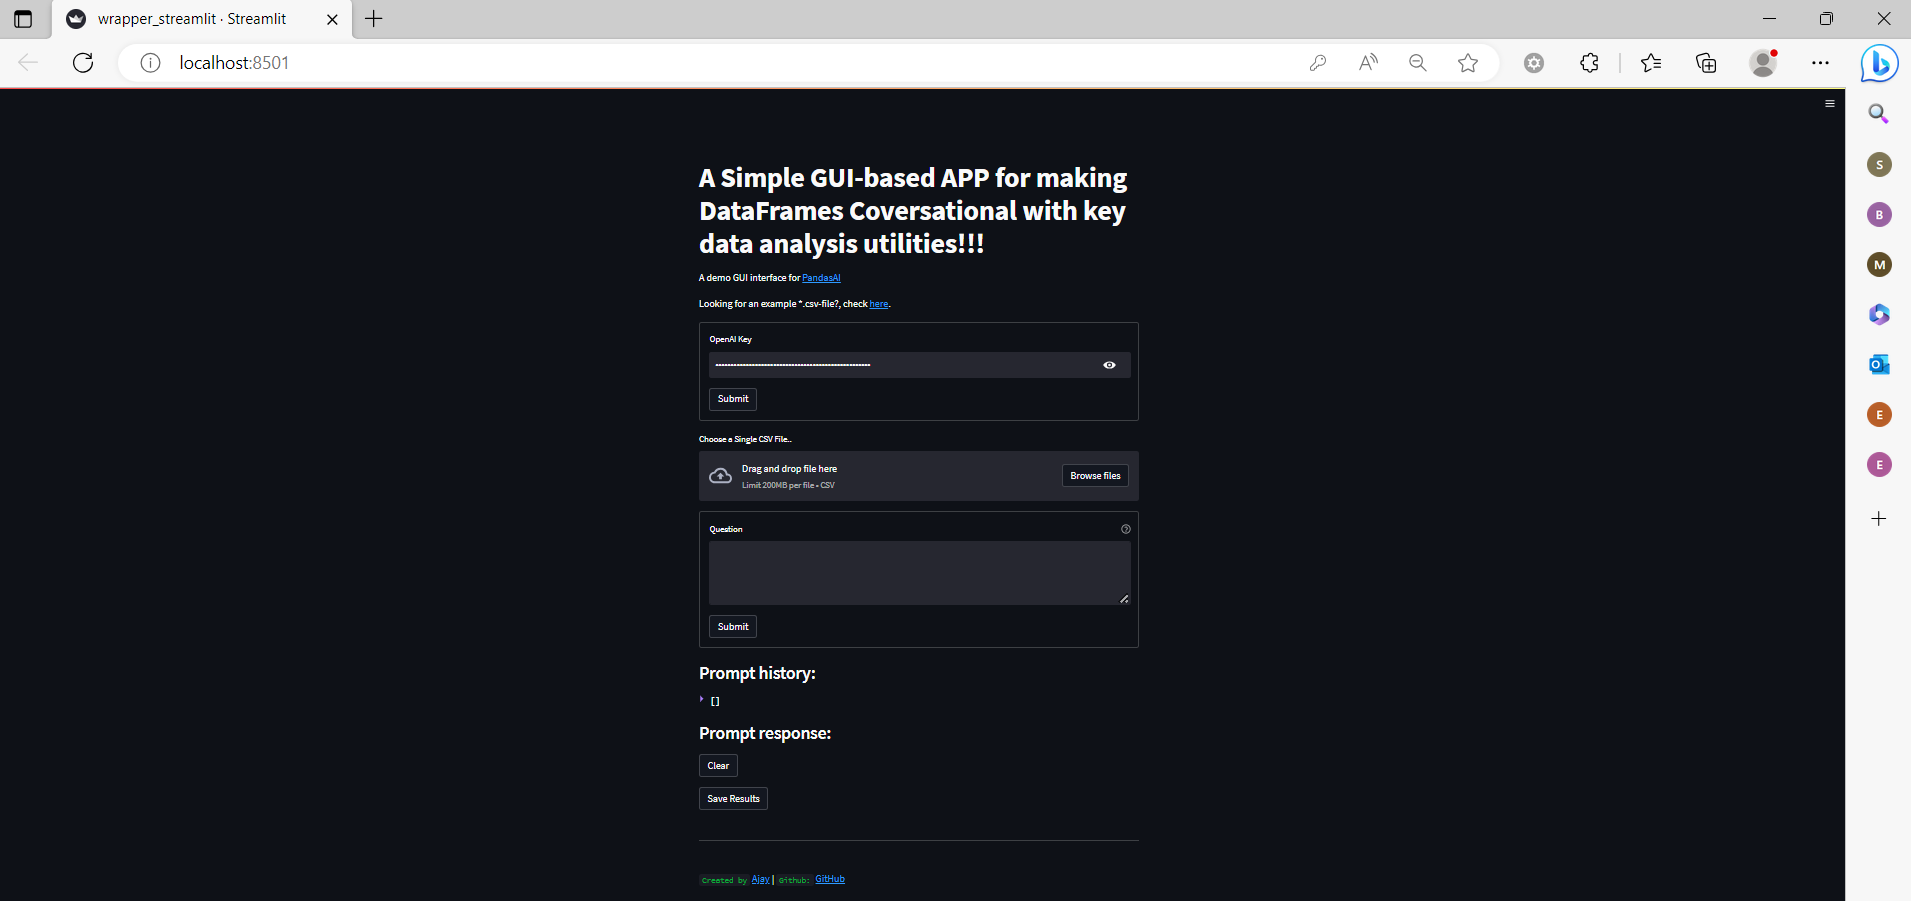 wrapper_streamlit · Streamlit
localhost:8501
A Simple GUI-based APP for making
DataFrames Coversational with key
data analysis utilities!!!
A demo GUI interface for PandasAI
Looking for an example *.csv-file?, check here.
OpenAI Key
Submit
Choose a Single CSV File..
Drag and drop file here
Limit 200MB per file • CSV
Browse files
Question
Submit
Prompt history:
[]
Prompt response:
Clear
Save Results
Created by Ajay | Github: GitHub
S
B
M
E
E